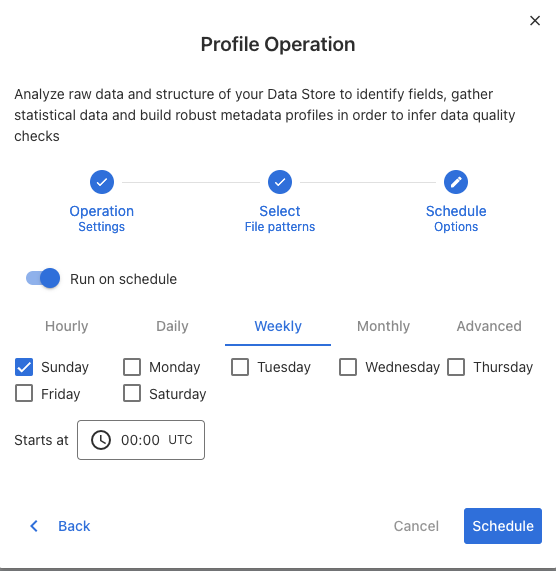 Profile Operation
Analyze raw data and structure of your Data Store to identify fields, gather
statistical data and build robust metadata profiles in order to infer data quality
checks
Operation Select Schedule
Settings File patterns Options
Run on schedule
Hourly Daily Weekly Monthly Advanced
Sunday Monday Tuesday Wednesday Thursday
Friday Saturday
Starts at 00:00 UTC
Back Cancel Schedule